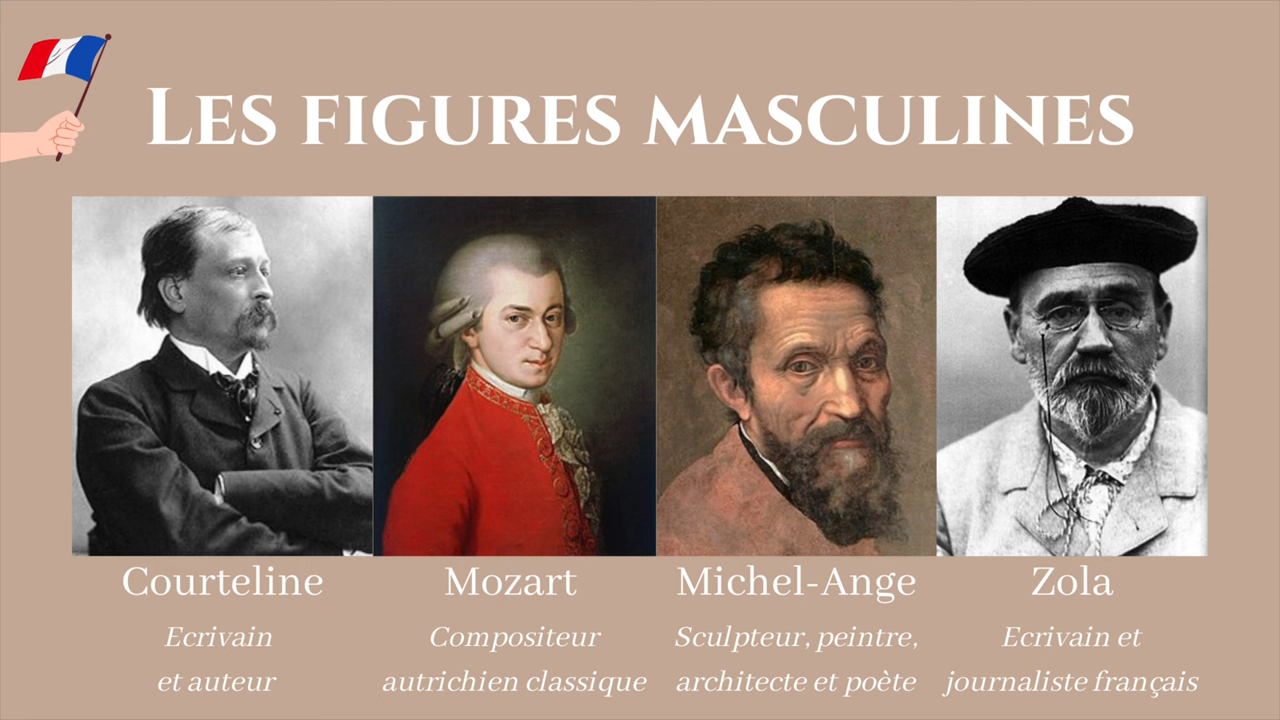 Les figures masculines
Courteline
Mozart
Michel-Ange
Zola
Ecrivain
et auteur
Compositeur
autrichien classique
Sculpteur, peintre,
architecte et poète
Ecrivain et
journaliste français